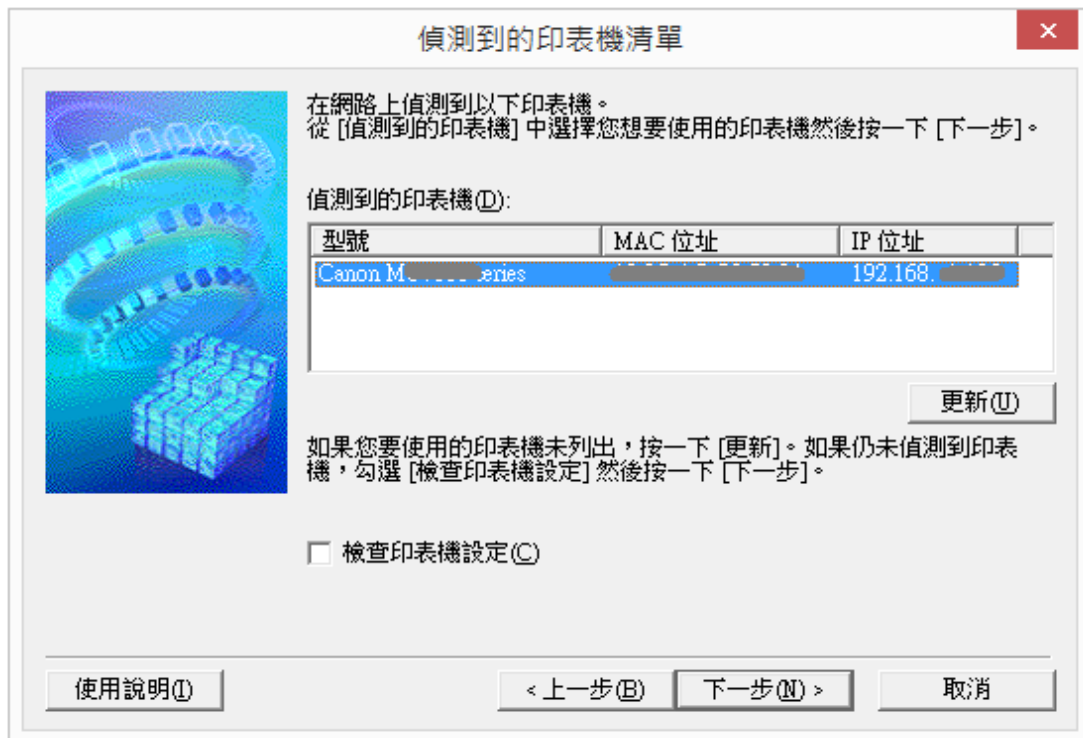 偵測到的印表機清單
在網路上偵測到以下印表機。
從 [偵測到的印表機] 中選擇您想要使用的印表機然後按一下 [下一步]。
偵測到的印表機(D):
型號 MAC 位址 IP 位址
Canon 192.168.
更新(U)
如果您要使用的印表機未列出，按一下 [更新]。如果仍未偵測到印表
機，勾選 [檢查印表機設定] 然後按一下 [下一步]。
檢查印表機設定(C)
使用說明(I) <上一步(B) 下一步(N) > 取消